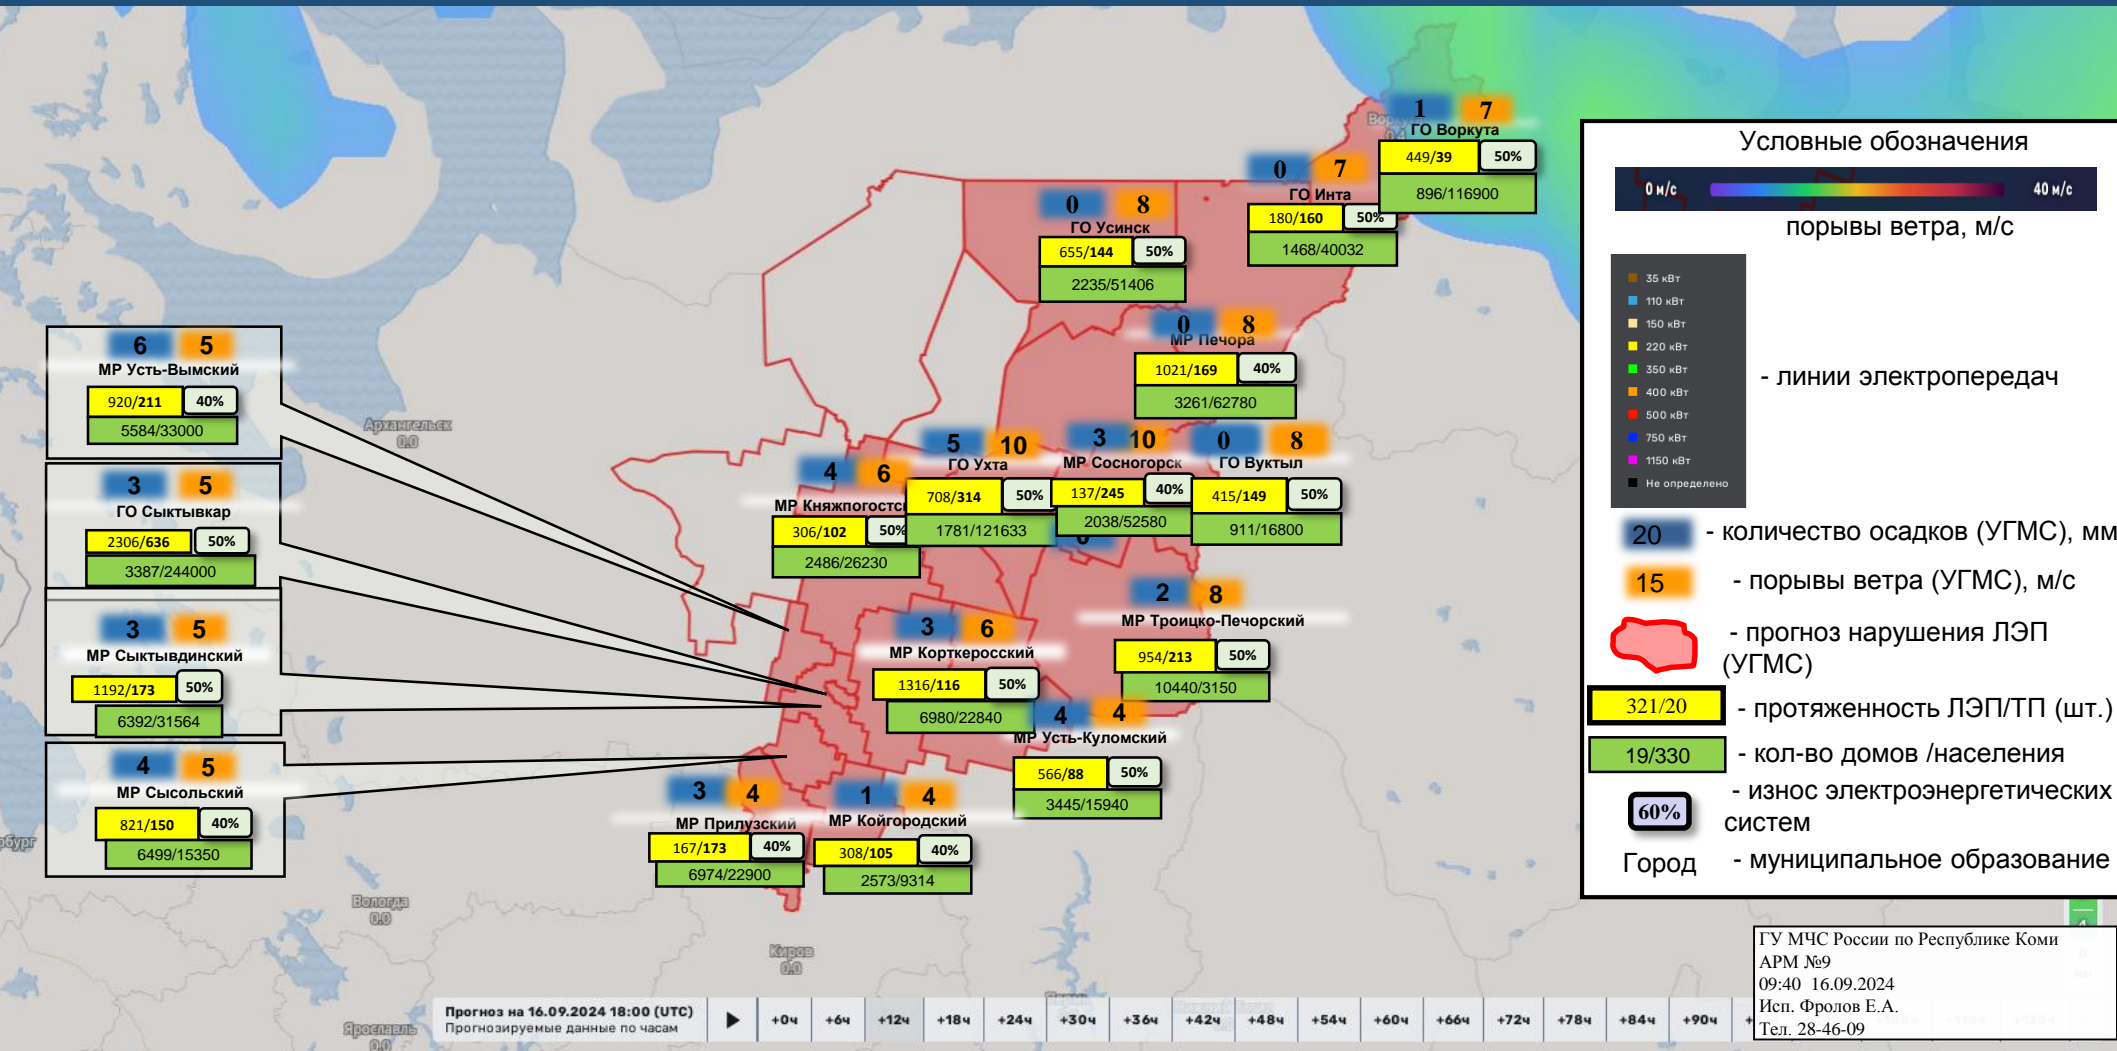 1 7
ГО Воркута
449/39 50%
896/116900
0 7
ГО Инта
180/160 50%
1468/40032
0 8
ГО Усинск
655/144 50%
2235/51406
0 8
МР Печора
1021/169 40%
3261/62780
6 5
МР Усть-Вымский
920/211 40%
5584/33000
3 5
ГО Сыктывкар
2306/636 50%
3387/244000
3 5
МР Сыктывдинский
1192/173 50%
6392/31564
4 5
МР Сысольский
821/150 40%
6499/15350
Архангельск
0.0
4 6
МР Княжпогостс
306/102 50%
2486/26230
5 10
ГО Ухта
708/314 50%
1781/121633
3 10
МР Сосногорск
137/245 40%
2038/52580
0 8
ГО Вуктыл
415/149 50%
911/16800
2 8
МР Троицко-Печорский
954/213 50%
10440/3150
3 6
МР Корткеросский
1316/116 50%
6980/22840
4 4
МР Усть-Куломский
566/88 50%
3445/15940
3 4
МР Прилузский
167/173 40%
6974/22900
1 4
МР Койгородский
308/105 40%
2573/9314
Вологда
0.0
Киров
0.0
Ярославль
0.0
Условные обозначения
0 м/с 40 м/с
порывы ветра, м/с
35 кВт
110 кВт
150 кВт
220 кВт
350 кВт
400 кВт
500 кВт
750 кВт
1150 кВт
Не определено
- линии электропередач
20 - количество осадков (УГМС), мм
15 - порывы ветра (УГМС), м/с
- прогноз нарушения ЛЭП
(УГМС)
321/20 - протяженность ЛЭП/ТП (шт.)
19/330 - кол-во домов /населения
60% - износ электроэнергетических
систем
Город - муниципальное образование
ГУ МЧС России по Республике Коми
АРМ №9
09:40 16.09.2024
Исп. Фролов Е.А.
Тел. 28-46-09
Прогноз на 16.09.2024 18:00 (UTC)
Прогнозируемые данные по часам
+0ч +6ч +12ч +18ч +24ч +30ч +36ч +42ч +48ч +54ч +60ч +66ч +72ч +78ч +84ч +90ч